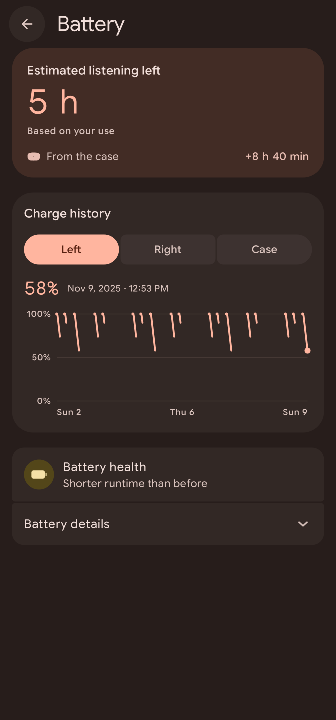 Battery
Estimated listening left
5 h
Based on your use
From the case +8 h 40 min
Charge history
Left Right Case
58% Nov 9, 2025 - 12:53 PM
100%
50%
0%
Sun 2 Thu 6 Sun 9
Battery health
Shorter runtime than before
Battery details